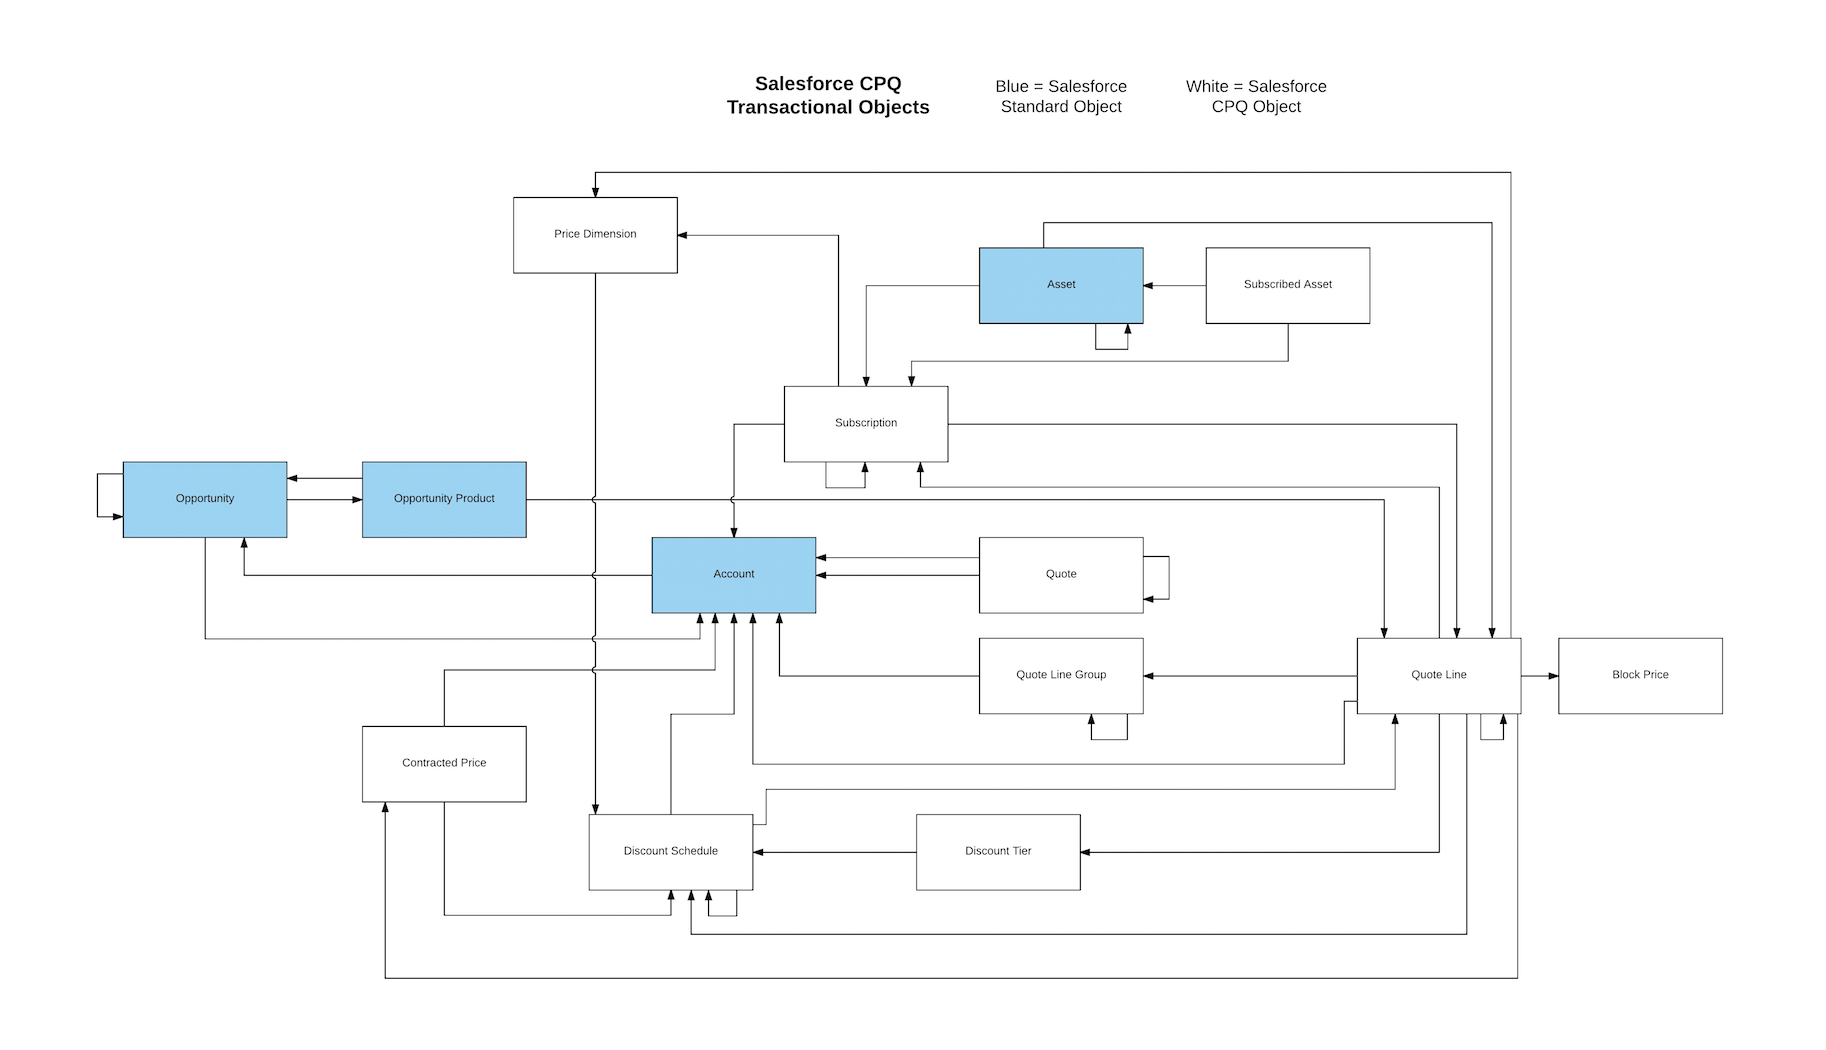 Salesforce CPQ
Transactional Objects
Blue = Salesforce
Standard Object
White = Salesforce
CPQ Object
Price Dimension
Asset
Subscribed Asset
Subscription
Opportunity
Opportunity Product
Account
Quote
Quote Line Group
Quote Line
Block Price
Contracted Price
Discount Schedule
Discount Tier